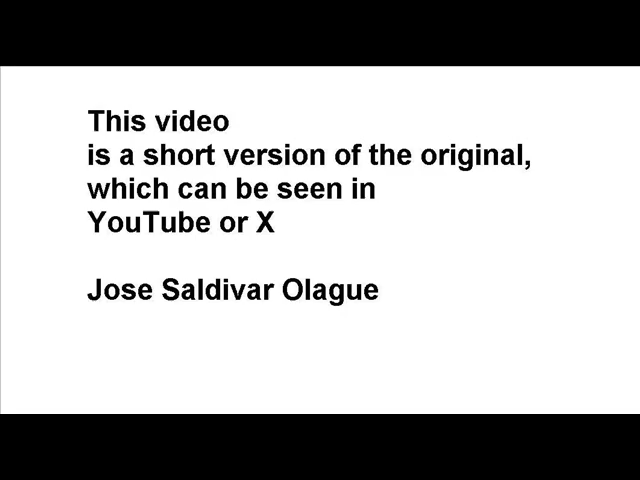 This video
is a short version of the original,
which can be seen in
YouTube or X
Jose Saldivar Olague